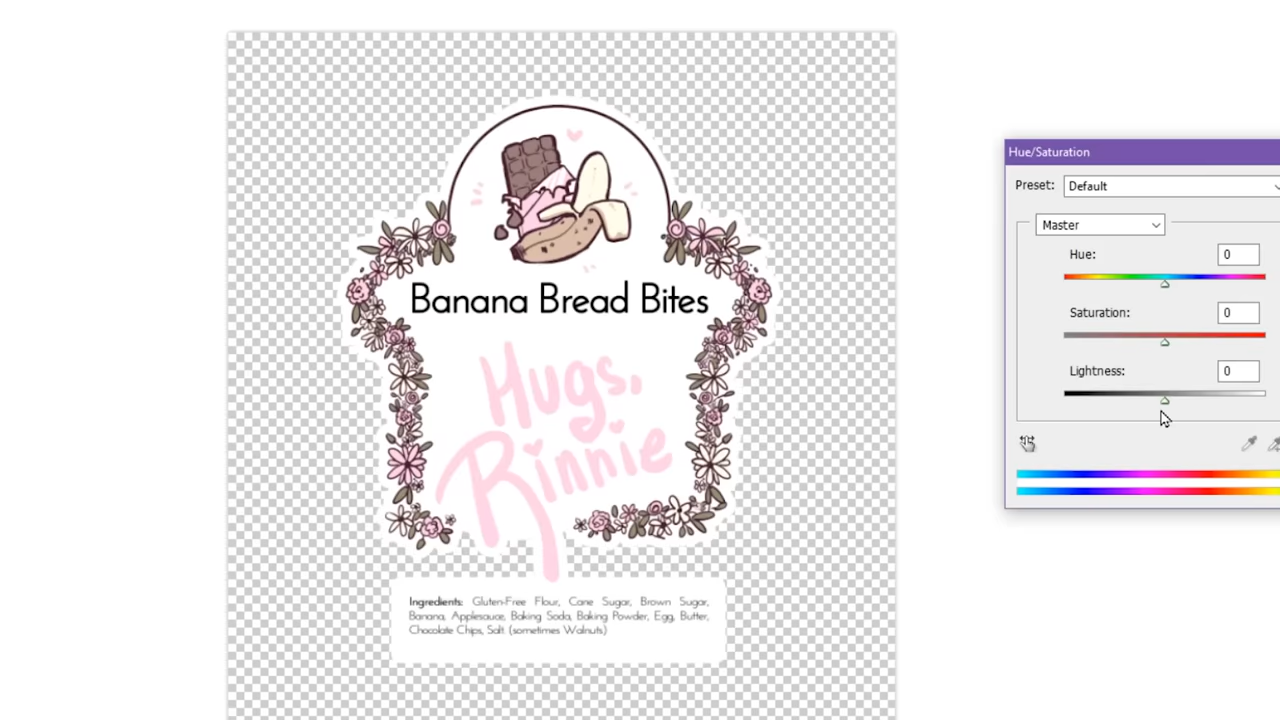 Hue/Saturation
Preset: Default
Master
Hue: 0
Saturation: 0
Lightness: 0
Banana Bread Bites
Hugs,
Rinnie
Ingredients: Gluten-Free Flour, Cane Sugar, Brown Sugar,
Banana, Applesauce, Baking Soda, Baking Powder, Egg, Butter,
Chocolate Chips, Salt (sometimes Walnuts)